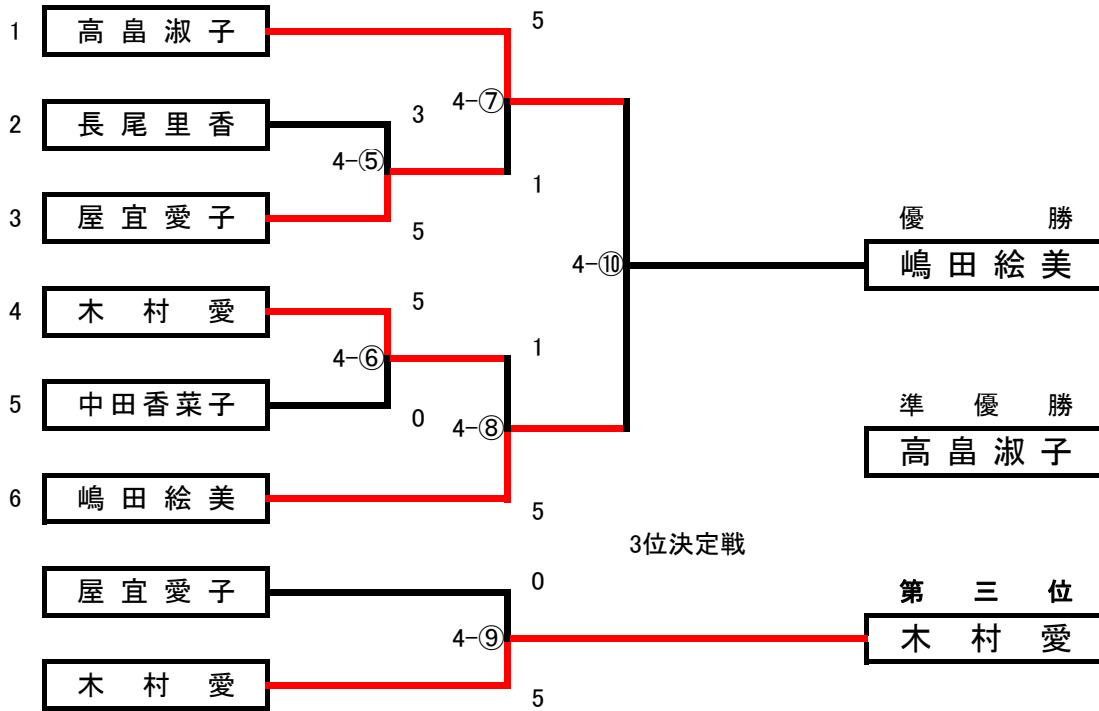 5
1 高畠淑子
4-⑦
3
2 長尾里香
4-⑤
1
3 屋宜愛子
優勝
5
4-⑩
嶋田絵美
5
4 木村愛
1
4-⑥
5 中田香菜子
準優勝
0
4-⑧
高畠淑子
6 嶋田絵美
5
3位決定戦
0
屋宜愛子
第三位
4-⑨
木村愛
木村愛
5